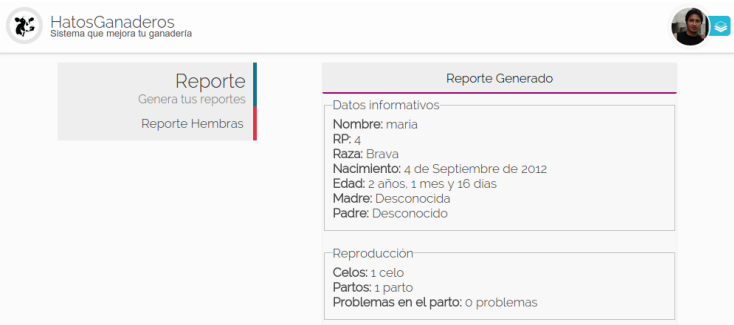 HatosGanaderos
Sistema que mejora tu ganadería
Reporte
Genera tus reportes
Reporte Hembras
Reporte Generado
Datos informativos
Nombre: maria
RP: 4
Raza: Brava
Nacimiento: 4 de Septiembre de 2012
Edad: 2 años, 1 mes y 16 días
Madre: Desconocida
Padre: Desconocido
Reproducción
Celos: 1 celo
Partos: 1 parto
Problemas en el parto: 0 problemas